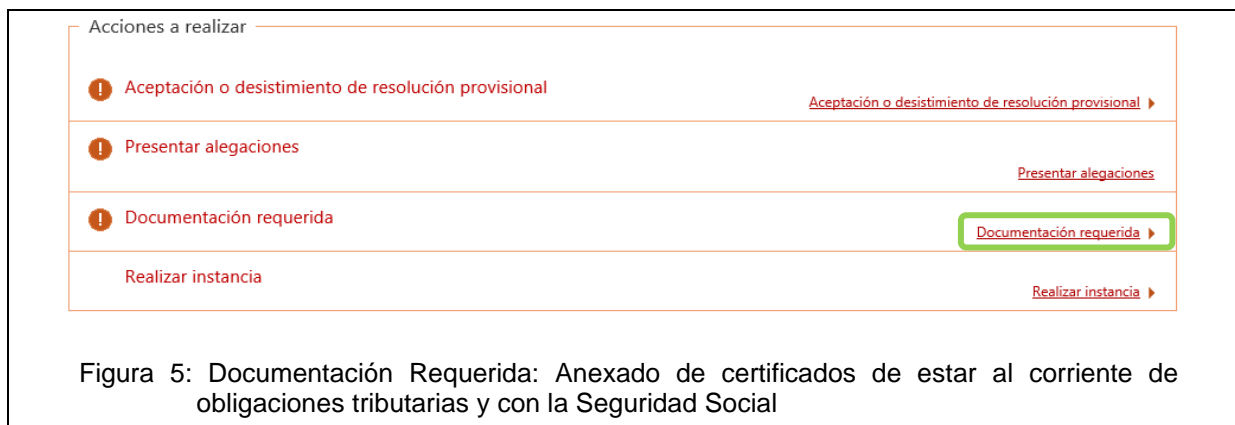 Acciones a realizar
Aceptación o desistimiento de resolución provisional
Aceptación o desistimiento de resolución provisional
Presentar alegaciones
Presentar alegaciones
Documentación requerida
Documentación requerida
Realizar instancia
Realizar instancia
Figura 5: Documentación Requerida: Anexado de certificados de estar al corriente de
obligaciones tributarias y con la Seguridad Social